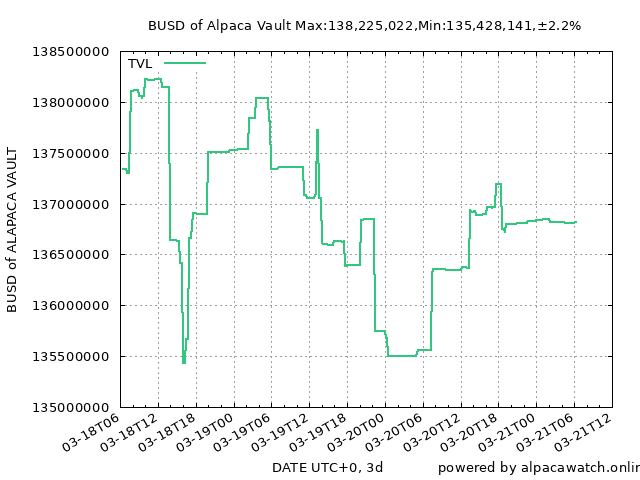 BUSD of Alpaca Vault Max:138,225,022,Min:135,428,141,±2.2%
TVL
138500000
138000000
137500000
137000000
136500000
136000000
135500000
135000000
BUSD of ALAPACA VAULT
03-18T06
03-18T12
03-18T18
03-19T00
03-19T06
03-19T12
03-19T18
03-20T00
03-20T06
03-20T12
03-20T18
03-21T00
03-21T06
03-21T12
DATE UTC+0, 3d
powered by alpacawatch.onlin